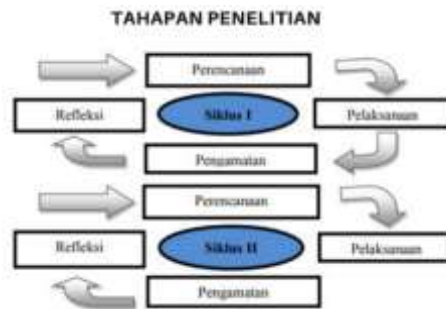 TAHAPAN PENELITIAN
Perencanaan
Refleksi
Siklus I
Pelaksanaan
Pengamatan
Perencanaan
Refleksi
Siklus II
Pelaksanaan
Pengamatan